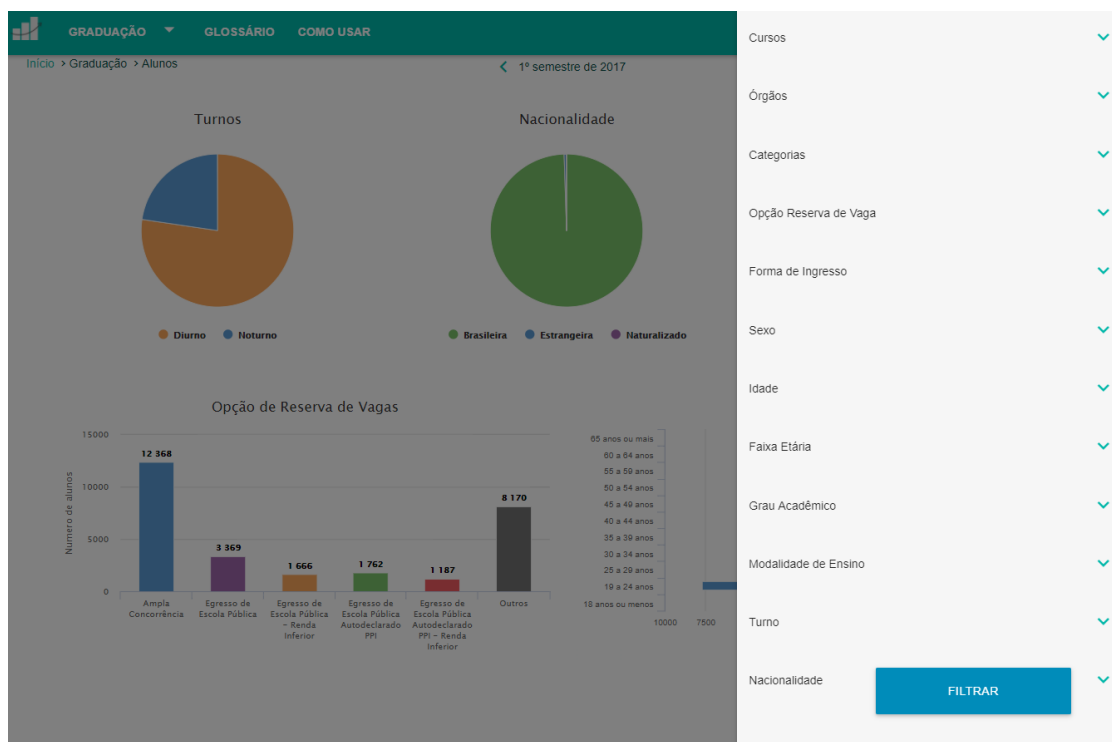 GRADUAÇÃO
GLOSSÁRIO
COMO USAR
Início > Graduação > Alunos
1º semestre de 2017
Turnos
Diurno
Noturno
Nacionalidade
Brasileira
Estrangeira
Naturalizado
Opção de Reserva de Vagas
Numero de alunos
15000
10000
5000
0
12 368
3 369
1 666
1 762
1 187
8 170
Ampla
Concorrência
Egresso de
Escola Pública
Egresso de
Escola Pública
- Renda
Inferior
Egresso de
Escola Pública
Autodeclarado
PPI
Egresso de
Escola Pública
Autodeclarado
PPI - Renda
Inferior
Outros
65 anos ou mais
60 a 64 anos
55 a 59 anos
50 a 54 anos
45 a 49 anos
40 a 44 anos
35 a 39 anos
30 a 34 anos
25 a 29 anos
19 a 24 anos
18 anos ou menos
10000
7500
Cursos
Órgãos
Categorias
Opção Reserva de Vaga
Forma de Ingresso
Sexo
Idade
Faixa Etária
Grau Acadêmico
Modalidade de Ensino
Turno
Nacionalidade
FILTRAR